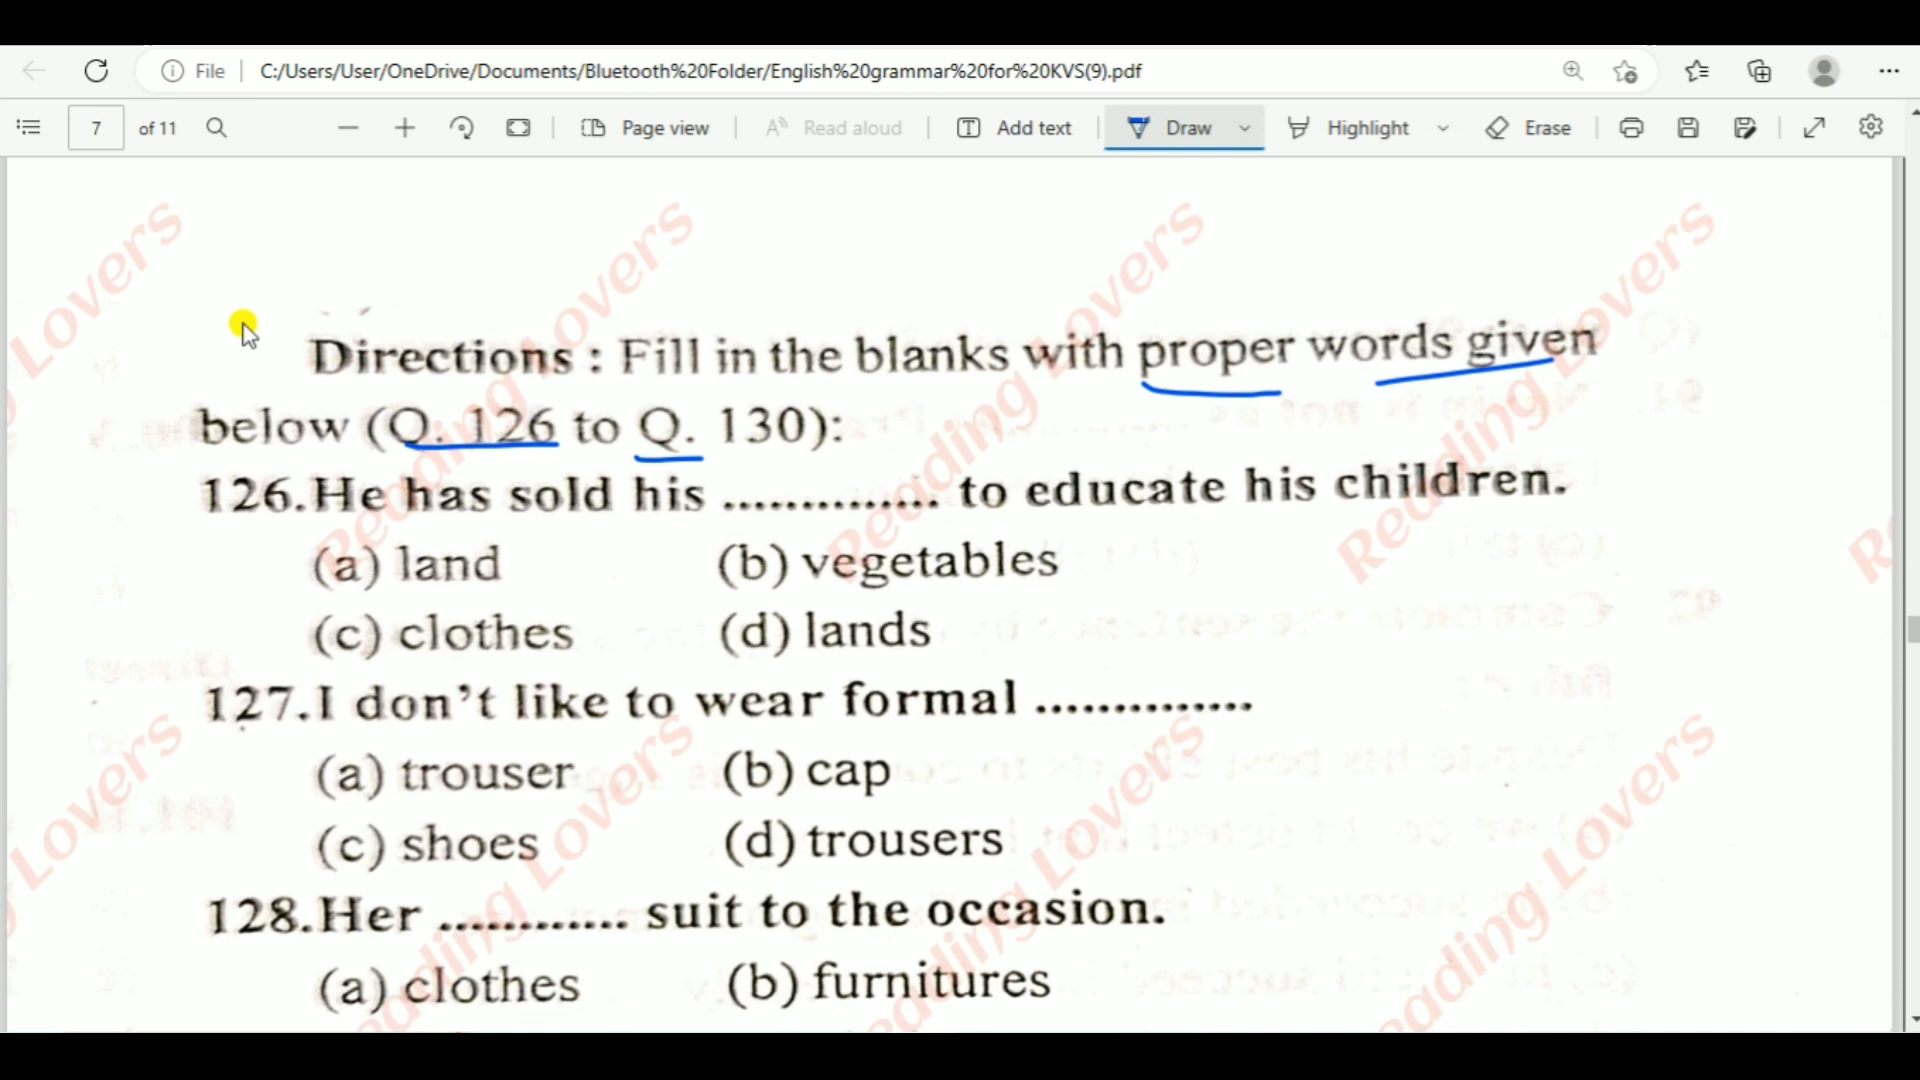 File
C:/Users/User/OneDrive/Documents/Bluetooth%20Folder/English%20grammar%20for%20KVS(9).pdf
7 of 11
Page view
Read aloud
Add text
Draw
Highlight
Erase
Directions : Fill in the blanks with proper words given
below (Q. 126 to Q. 130):
126.He has sold his .............. to educate his children.
(a) land (b) vegetables
(c) clothes (d) lands
127.I don't like to wear formal ..............
(a) trouser (b) cap
(c) shoes (d) trousers
128.Her ............ suit to the occasion.
(a) clothes (b) furnitures
Reading Lovers